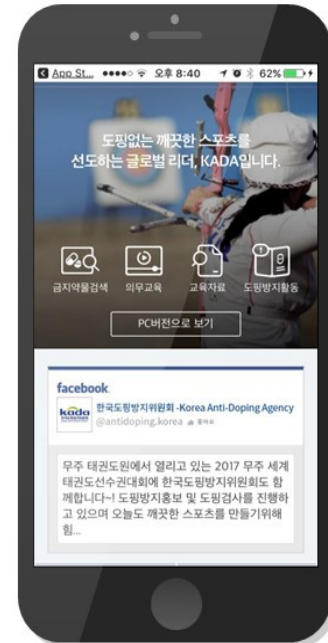 App St... 오후 8:40 62%
도핑없는 깨끗한 스포츠를
선도하는 글로벌 리더, KADA입니다.
금지약물검색 의무교육 교육자료 도핑방지활동
PC버전으로 보기
facebook
kada
한국도핑방지위원회 -Korea Anti-Doping Agency
@antidoping.korea 좋아요
무주 태권도원에서 열리고 있는 2017 무주 세계
태권도선수권대회에 한국도핑방지위원회도 함
께합니다~! 도핑방지홍보 및 도핑검사를 진행하
고 있으며 오늘도 깨끗한 스포츠를 만들기위해
힘...